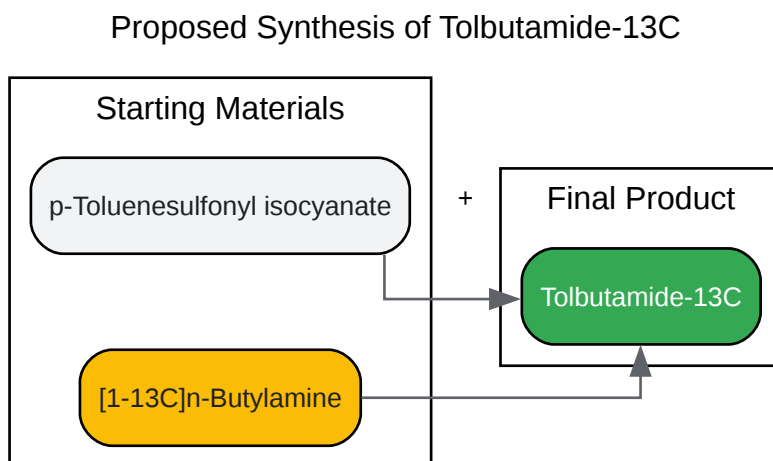 Proposed Synthesis of Tolbutamide-13C
Starting Materials
p-Toluenesulfonyl isocyanate
[1-13C]n-Butylamine
+
Final Product
Tolbutamide-13C